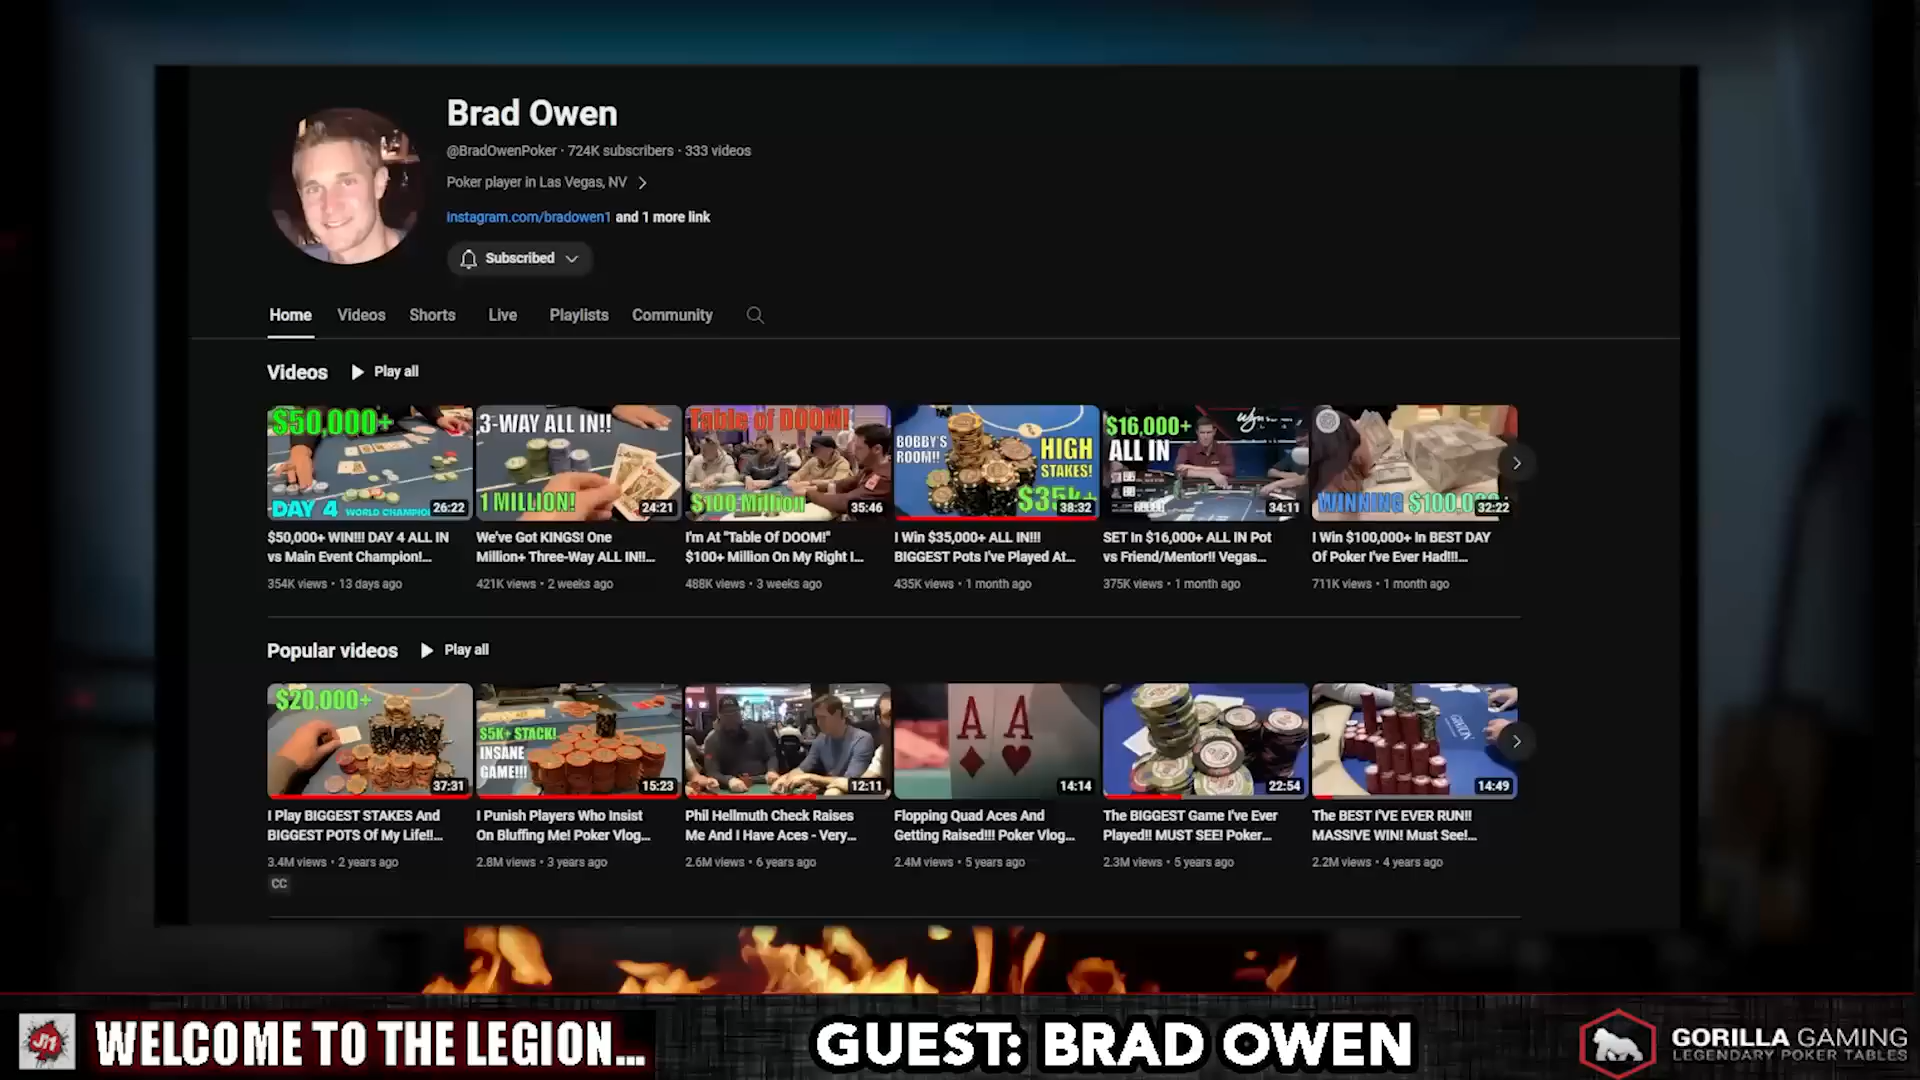 Brad Owen
@BradOwenPoker · 724K subscribers · 333 videos
Poker player in Las Vegas, NV
instagram.com/bradowen1 and 1 more link
Subscribed
Home Videos Shorts Live Playlists Community
Videos Play all
$50,000+
DAY 4 WORLD CHAMPIO
26:22
3-WAY ALL IN!!
1 MILLION!
24:21
Table of DOOM!
$100 Million
35:46
BOBBY'S
ROOM!!
HIGH
STAKES!
$35k+
38:32
$16,000+
ALL IN
34:11
WINNING $100,00
32:22
$50,000+ WIN!!! DAY 4 ALL IN
vs Main Event Champion!...
354K views • 13 days ago
We've Got KINGS! One
Million+ Three-Way ALL IN!!...
421K views • 2 weeks ago
I'm At "Table Of DOOM!"
$100+ Million On My Right I...
488K views • 3 weeks ago
I Win $35,000+ ALL IN!!!
BIGGEST Pots I've Played At...
435K views • 1 month ago
SET In $16,000+ ALL IN Pot
vs Friend/Mentor!! Vegas...
375K views • 1 month ago
I Win $100,000+ In BEST DAY
Of Poker I've Ever Had!!!...
711K views • 1 month ago
Popular videos Play all
$20,000+
37:31
$5K+ STACK!
INSANE
GAME!!!
15:23
12:11
A A
14:14
22:54
14:49
I Play BIGGEST STAKES And
BIGGEST POTS Of My Life!!...
3.4M views • 2 years ago
CC
I Punish Players Who Insist
On Bluffing Me! Poker Vlog...
2.8M views • 3 years ago
Phil Hellmuth Check Raises
Me And I Have Aces - Very...
2.6M views • 6 years ago
Flopping Quad Aces And
Getting Raised!!! Poker Vlog...
2.4M views • 5 years ago
The BIGGEST Game I've Ever
Played!! MUST SEE! Poker...
2.3M views • 5 years ago
The BEST I'VE EVER RUN!!
MASSIVE WIN! Must See!...
2.2M views • 4 years ago
WELCOME TO THE LEGION...
GUEST: BRAD OWEN
GORILLA GAMING
LEGENDARY POKER TABLES